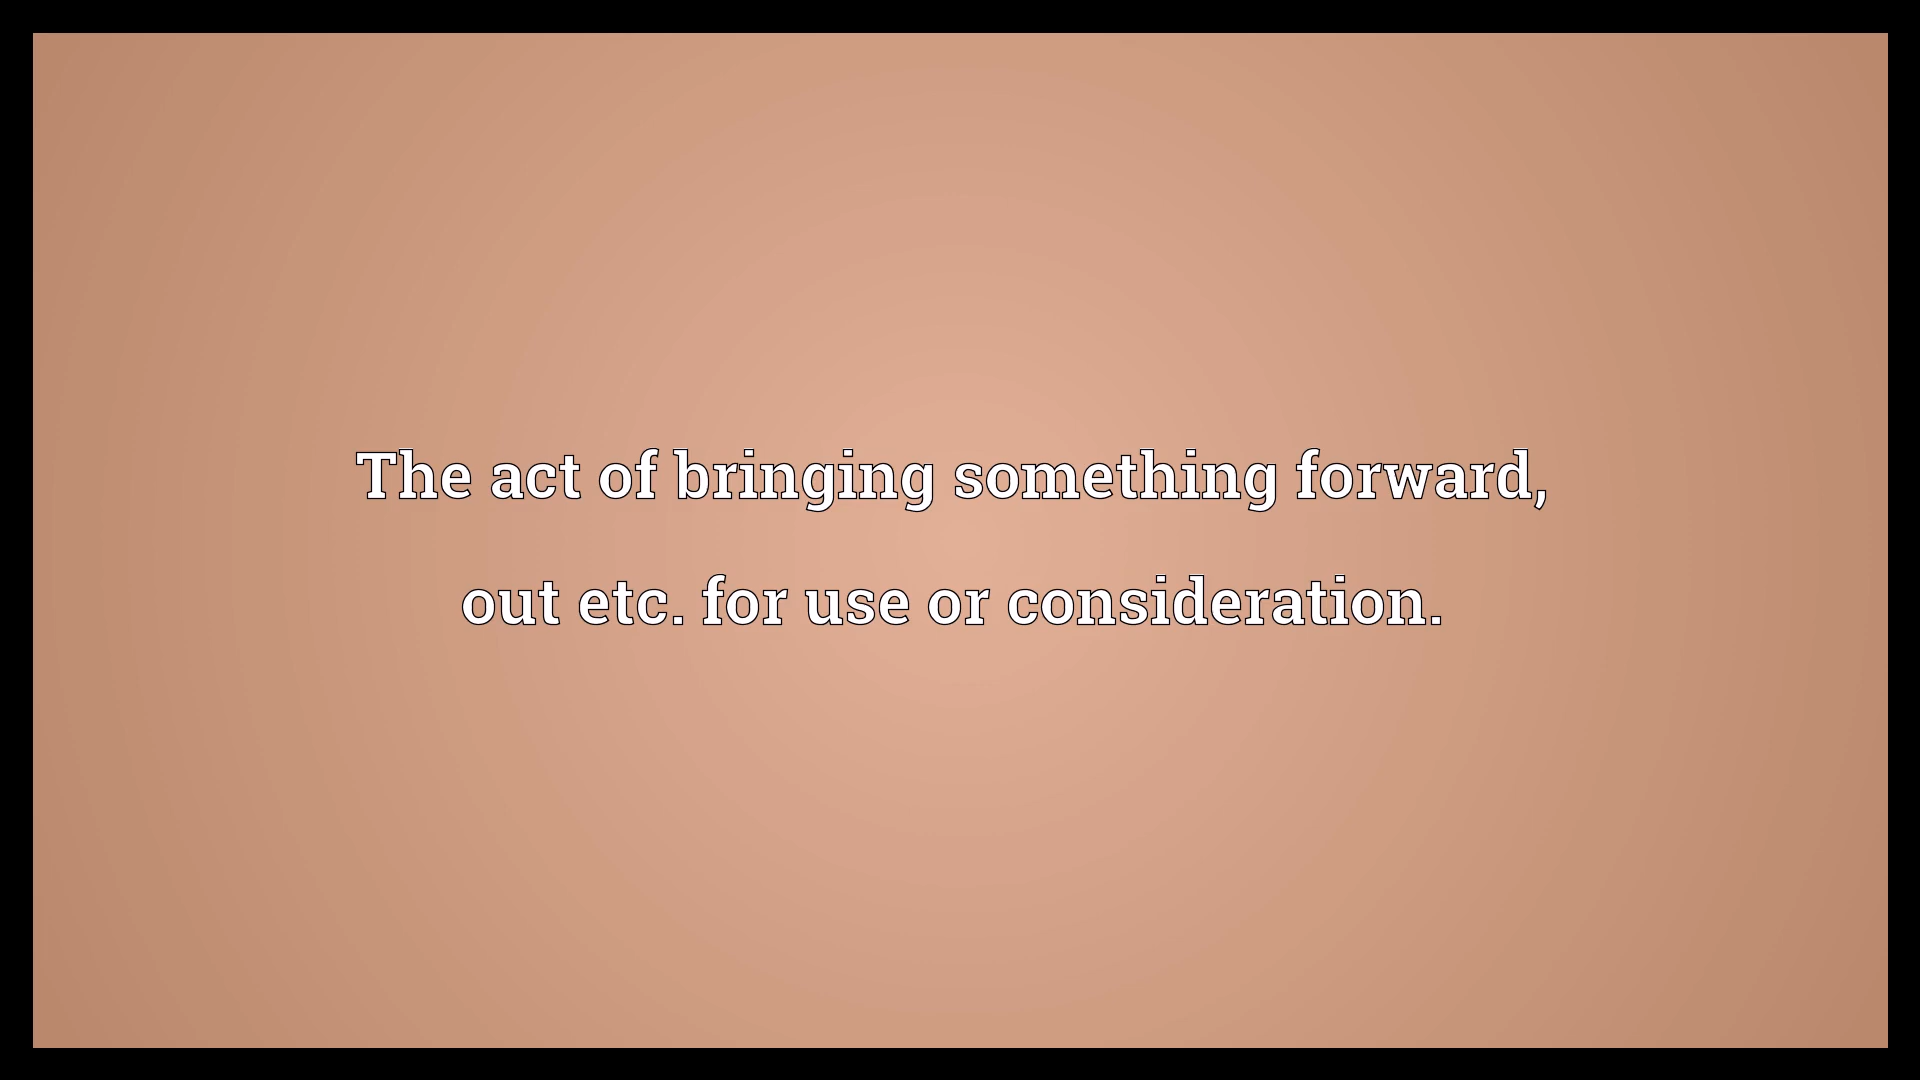 The act of bringing something forward,
out etc. for use or consideration.